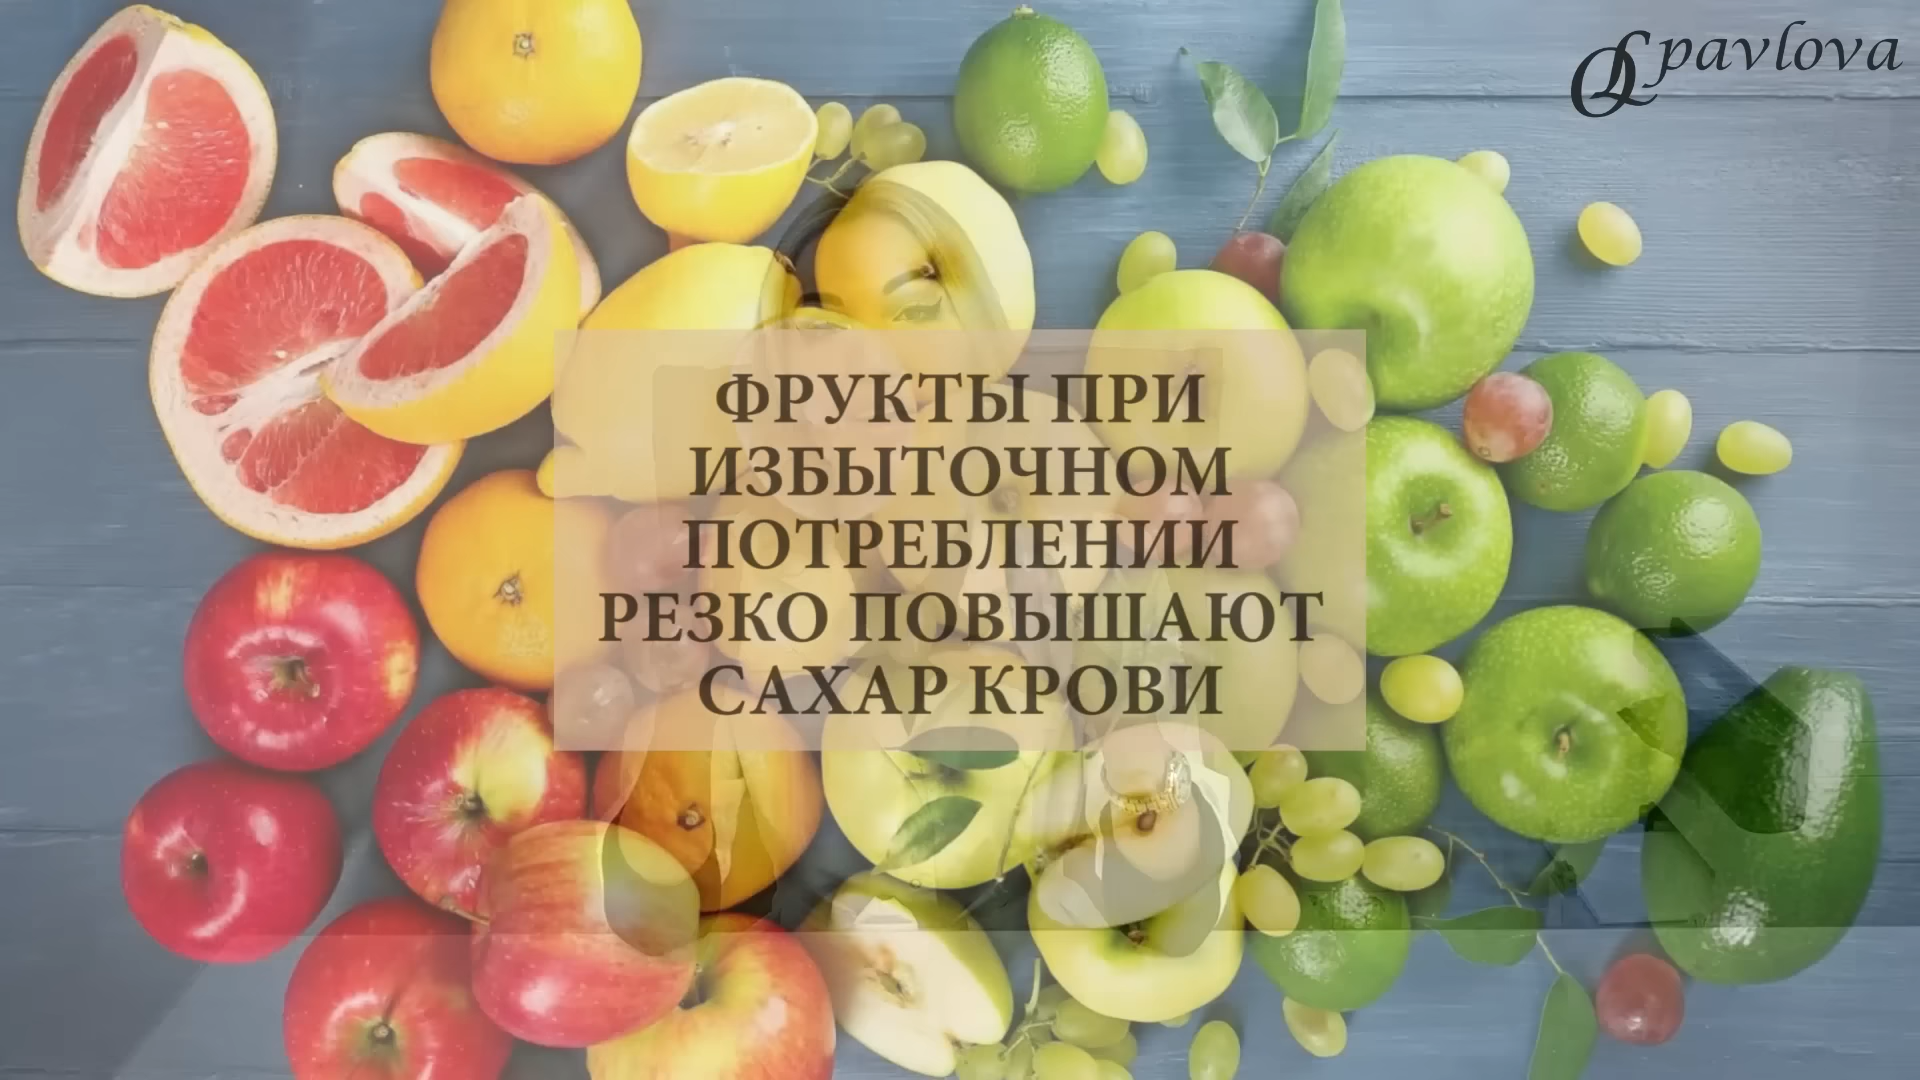 pavlova
ФРУКТЫ ПРИ
ИЗБЫТОЧНОМ
ПОТРЕБЛЕНИИ
РЕЗКО ПОВЫШАЮТ
САХАР КРОВИ